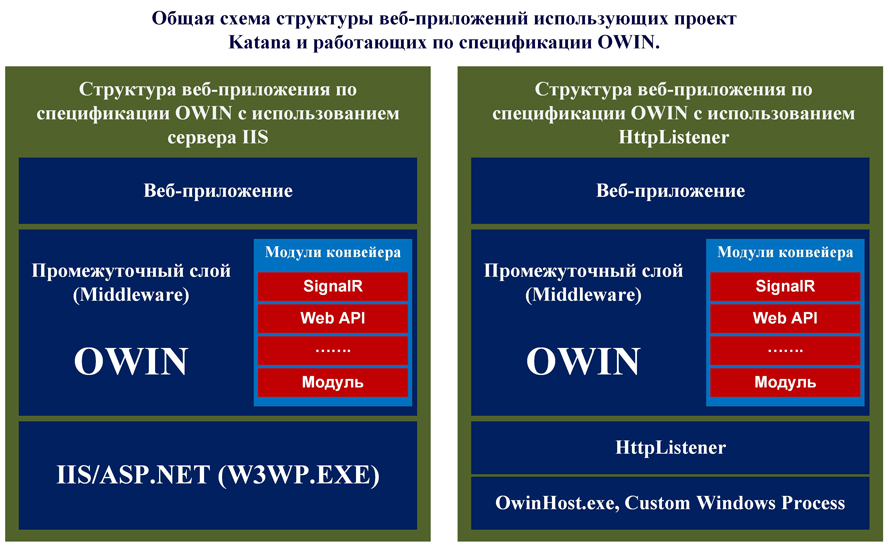 Общая схема структуры веб-приложений использующих проект
Katana и работающих по спецификации OWIN.
Структура веб-приложения по
спецификации OWIN с использованием
сервера IIS
Веб-приложение
Промежуточный слой
(Middleware)
OWIN
Модули конвейера
SignalR
Web API
…….
Модуль
IIS/ASP.NET (W3WP.EXE)
Структура веб-приложения по
спецификации OWIN с использованием
HttpListener
Веб-приложение
Промежуточный слой
(Middleware)
OWIN
Модули конвейера
SignalR
Web API
…….
Модуль
HttpListener
OwinHost.exe, Custom Windows Process